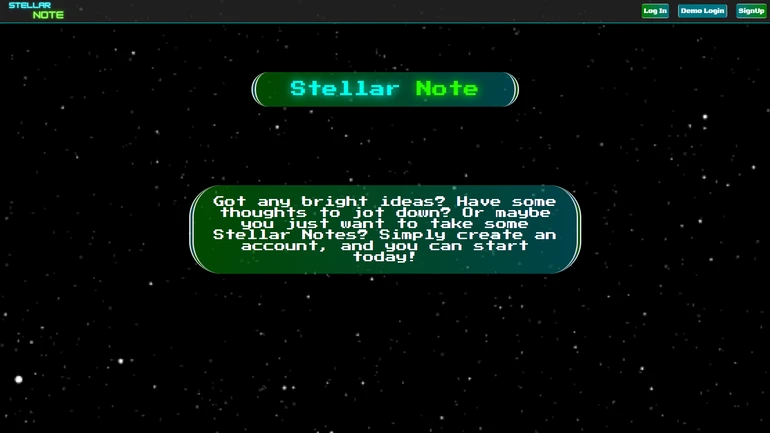 STELLAR
NOTE
Log In
Demo Login
SignUp
Stellar Note
Got any bright ideas? Have some
thoughts to jot down? Or maybe
you just want to take some
Stellar Notes? Simply create an
account, and you can start
today!